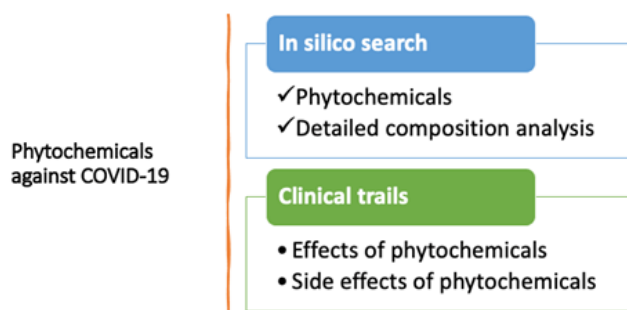 Phytochemicals
against COVID-19
In silico search
✓Phytochemicals
✓Detailed composition analysis
Clinical trails
• Effects of phytochemicals
• Side effects of phytochemicals